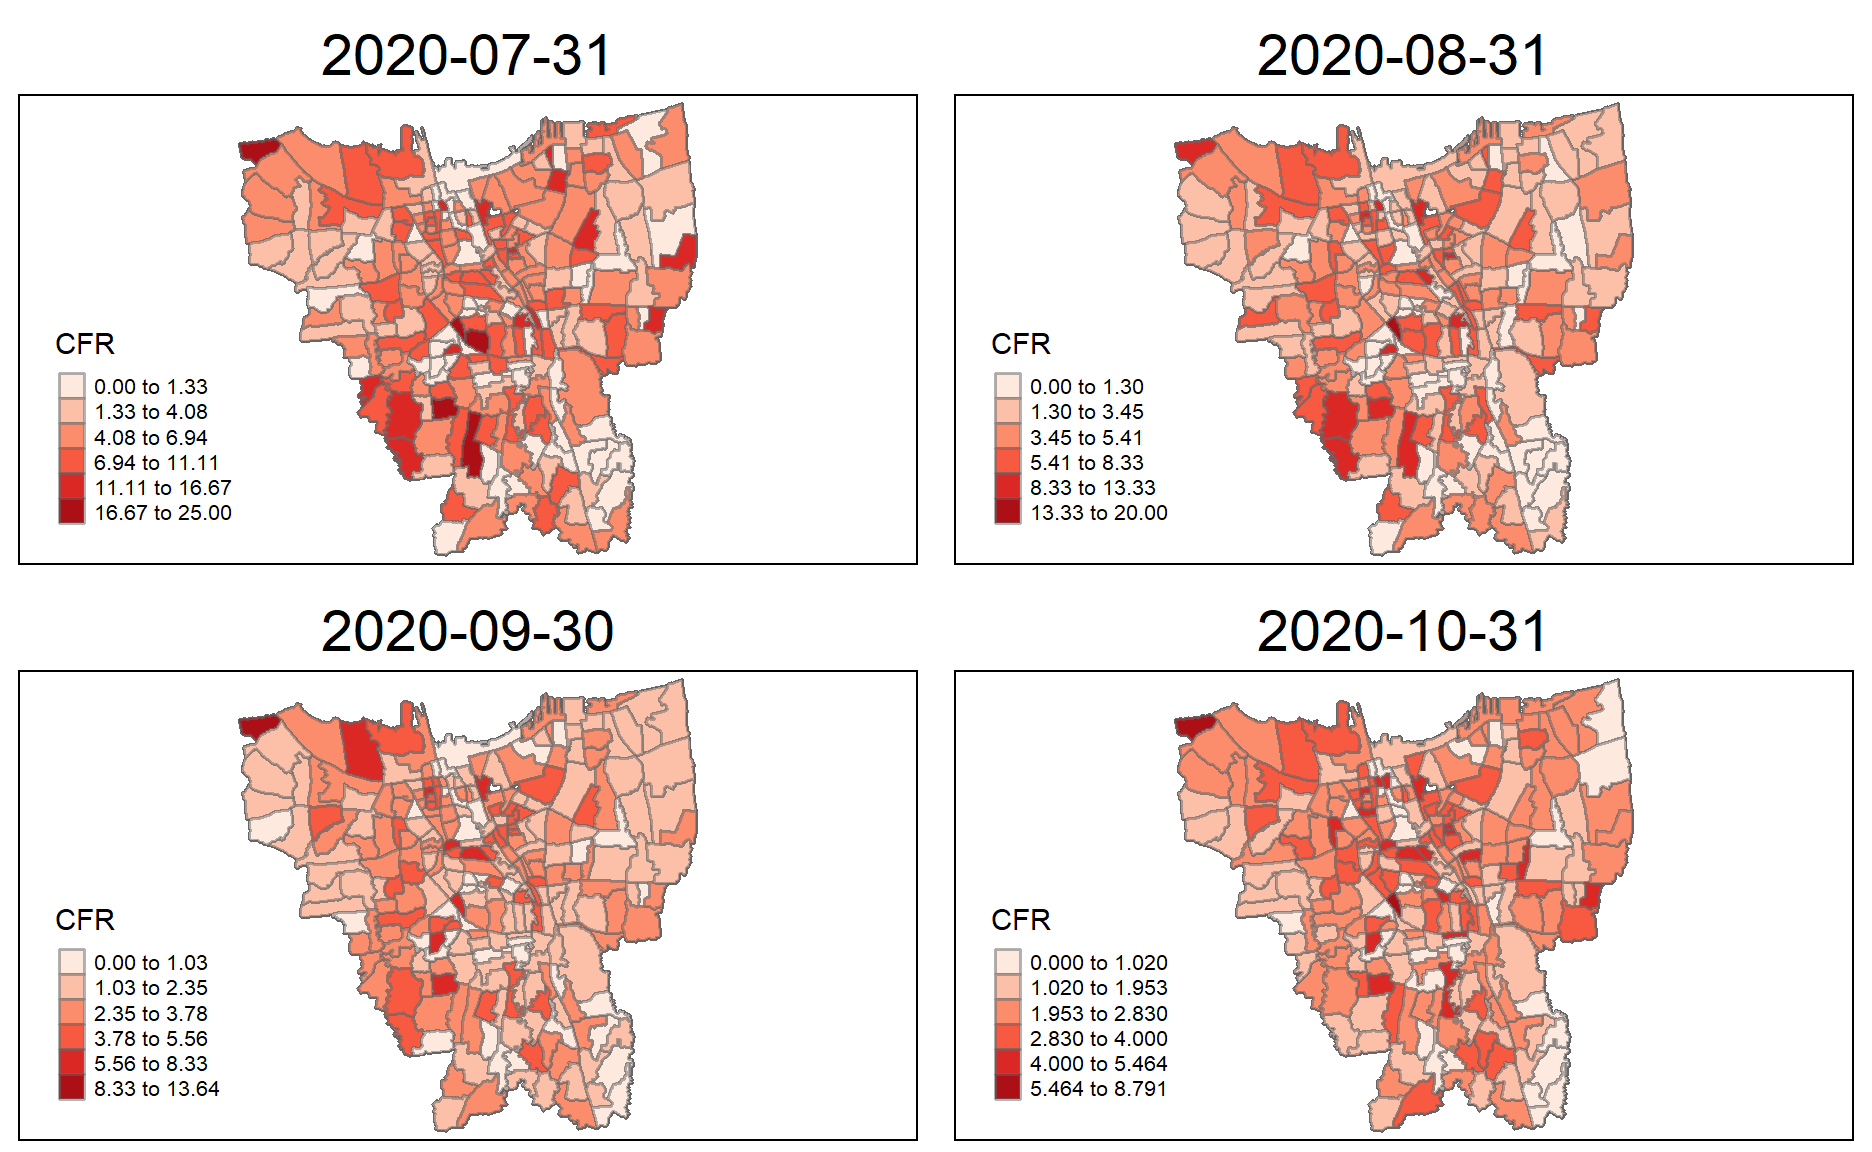 2020-07-31
CFR
0.00 to 1.33
1.33 to 4.08
4.08 to 6.94
6.94 to 11.11
11.11 to 16.67
16.67 to 25.00
2020-08-31
CFR
0.00 to 1.30
1.30 to 3.45
3.45 to 5.41
5.41 to 8.33
8.33 to 13.33
13.33 to 20.00
2020-09-30
CFR
0.00 to 1.03
1.03 to 2.35
2.35 to 3.78
3.78 to 5.56
5.56 to 8.33
8.33 to 13.64
2020-10-31
CFR
0.000 to 1.020
1.020 to 1.953
1.953 to 2.830
2.830 to 4.000
4.000 to 5.464
5.464 to 8.791